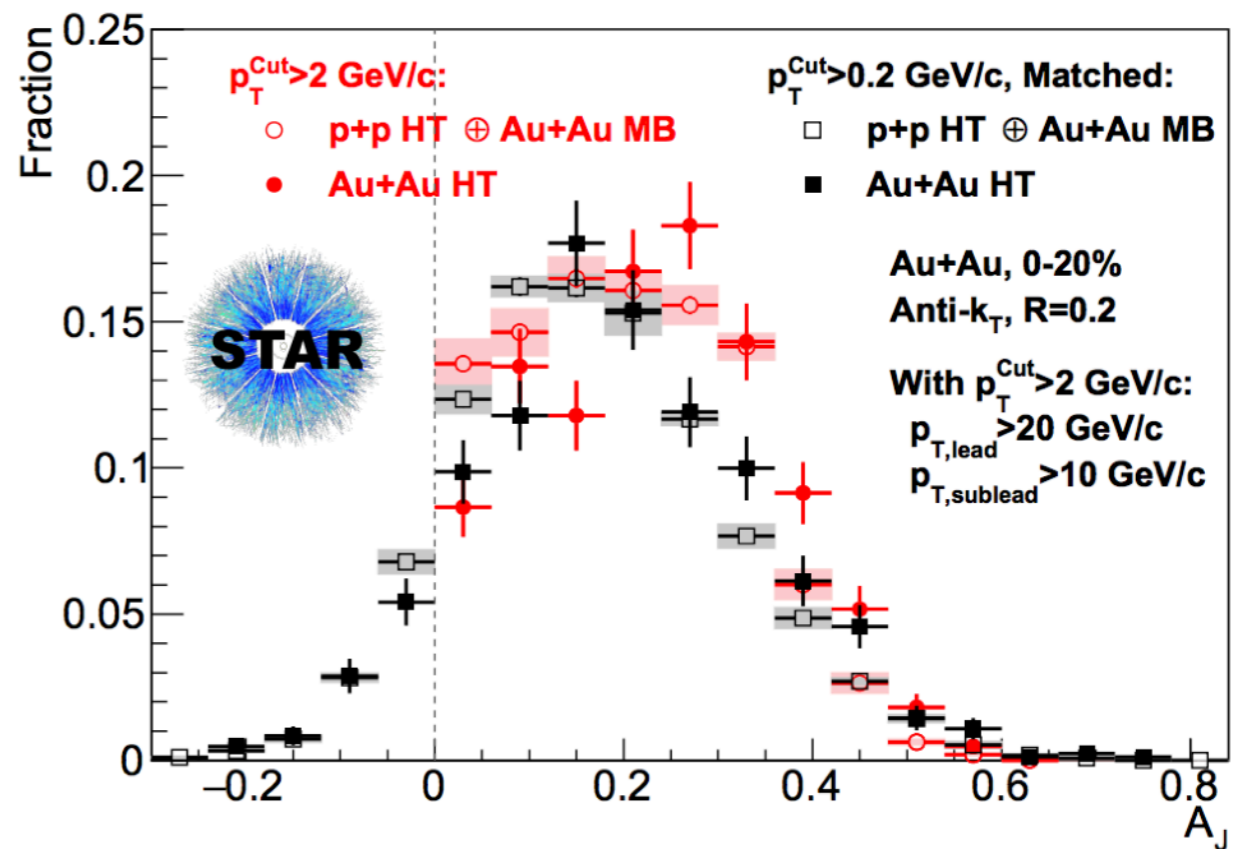 Fraction
0.25
0.2
0.15
0.1
0.05
0
p_T^Cut>2 GeV/c:
p+p HT ⊕ Au+Au MB
Au+Au HT
p_T^Cut>0.2 GeV/c, Matched:
p+p HT ⊕ Au+Au MB
Au+Au HT
STAR
Au+Au, 0-20%
Anti-k_T, R=0.2
With p_T^Cut>2 GeV/c:
p_T,lead>20 GeV/c
p_T,sublead>10 GeV/c
−0.2 0 0.2 0.4 0.6 0.8
A_J